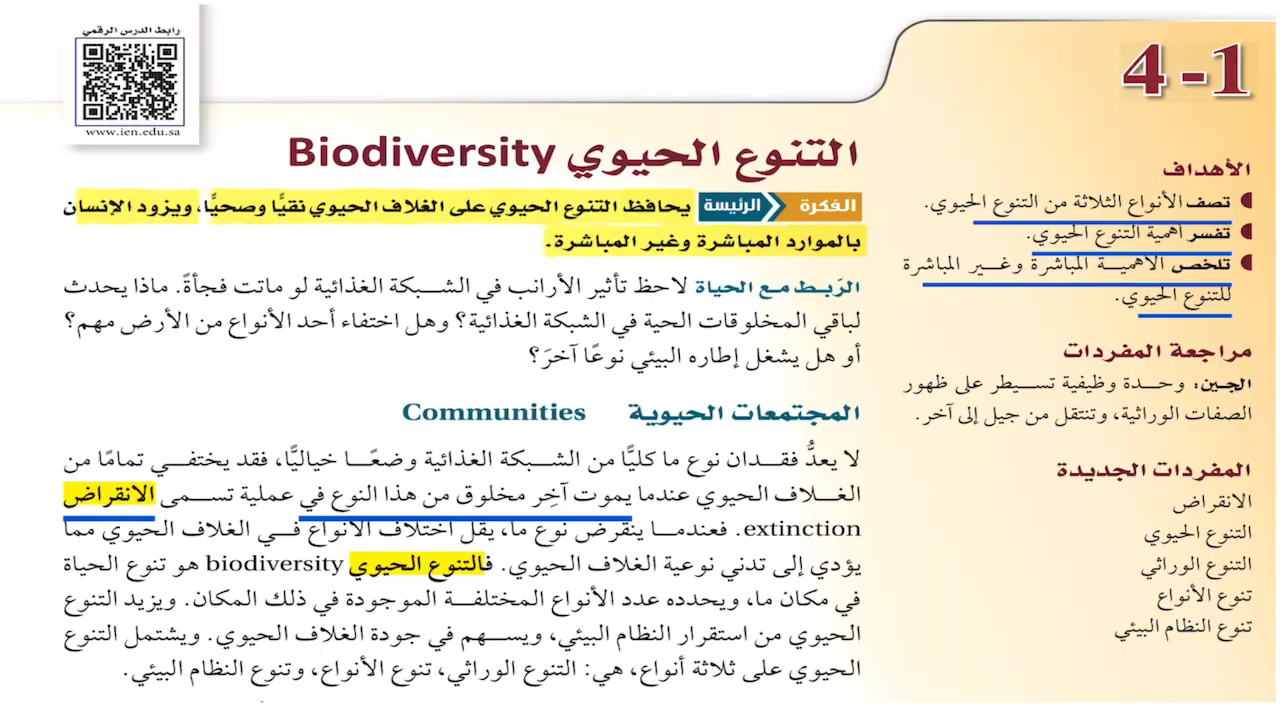 رابط الدرس الرقمي
www.ien.edu.sa
4-1
الأهداف
تصف الأنواع الثلاثة من التنوع الحيوي.
تفسر أهمية التنوع الحيوي.
تلخص الأهمية المباشرة وغير المباشرة
للتنوع الحيوي.
مراجعة المفردات
الجين: وحدة وظيفية تسيطر على ظهور
الصفات الوراثية، وتنتقل من جيل إلى آخر.
المفردات الجديدة
الانقراض
التنوع الحيوي
التنوع الوراثي
تنوع الأنواع
تنوع النظام البيئي
التنوع الحيوي Biodiversity
الفكرة الرئيسة يحافظ التنوع الحيوي على الغلاف الحيوي نقيًّا وصحيًّا، ويزود الإنسان
بالموارد المباشرة وغير المباشرة.
الرَبط مع الحياة لاحظ تأثير الأرانب في الشبكة الغذائية لو ماتت فجأةً. ماذا يحدث
لباقي المخلوقات الحية في الشبكة الغذائية؟ وهل اختفاء أحد الأنواع من الأرض مهم؟
أو هل يشغل إطاره البيئي نوعًا آخرَ؟
المجتمعات الحيوية Communities
لا يعدُّ فقدان نوع ما كليًّا من الشبكة الغذائية وضعًا خياليًّا، فقد يختفي تمامًا من
الغلاف الحيوي عندما يموت آخِر مخلوق من هذا النوع في عملية تسمى الانقراض
extinction. فعندما ينقرض نوع ما، يقل اختلاف الأنواع في الغلاف الحيوي مما
يؤدي إلى تدني نوعية الغلاف الحيوي. فالتنوع الحيوي biodiversity هو تنوع الحياة
في مكان ما، ويحدده عدد الأنواع المختلفة الموجودة في ذلك المكان. ويزيد التنوع
الحيوي من استقرار النظام البيئي، ويسهم في جودة الغلاف الحيوي. ويشتمل التنوع
الحيوي على ثلاثة أنواع، هي: التنوع الوراثي، تنوع الأنواع، وتنوع النظام البيئي.